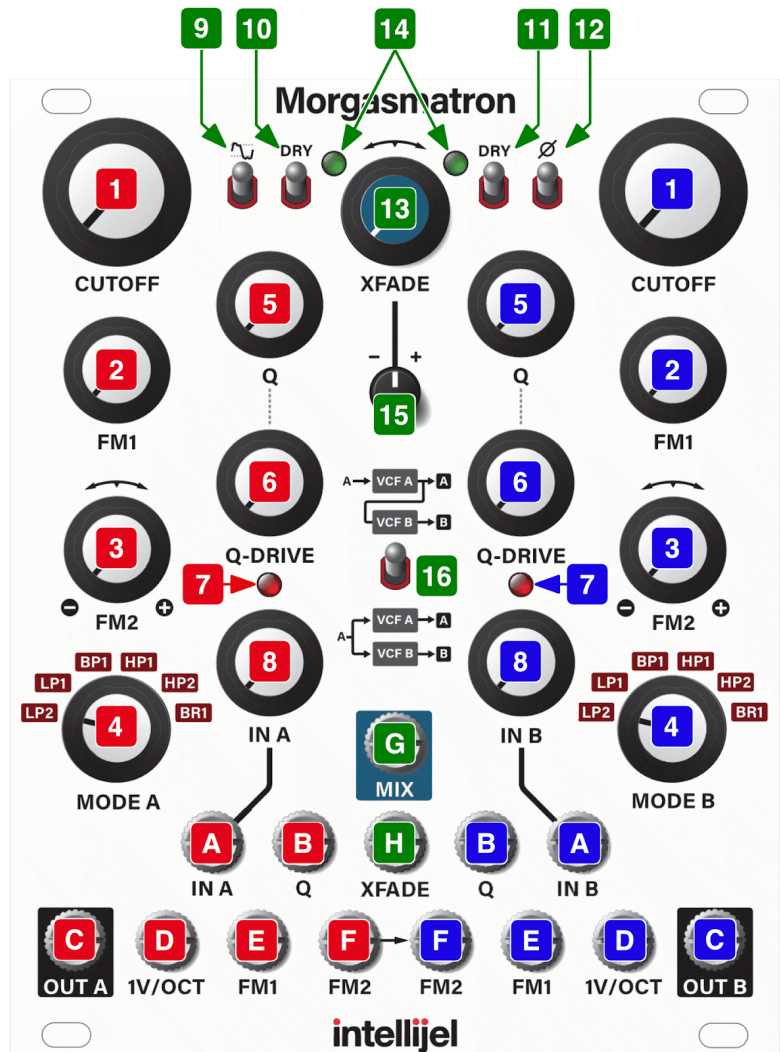 9 10 14 11 12
Morgasmatron
DRY DRY
1 13 1
CUTOFF XFADE CUTOFF
5 5
Q Q
2 2
− +
15
FM1 FM1
6 6
A VCF A A
VCF B B
Q-DRIVE Q-DRIVE
3 3
7 16 7
− FM2 + − FM2 +
8 8
A VCF A A
VCF B B
LP2 LP1 BP1 HP1 HP2 BR1
LP2 LP1 BP1 HP1 HP2 BR1
4 4
IN A IN B
G
MIX
MODE A MODE B
A B H B A
IN A Q XFADE Q IN B
C D E F F E D C
OUT A 1V/OCT FM1 FM2 FM2 FM1 1V/OCT OUT B
intellijel